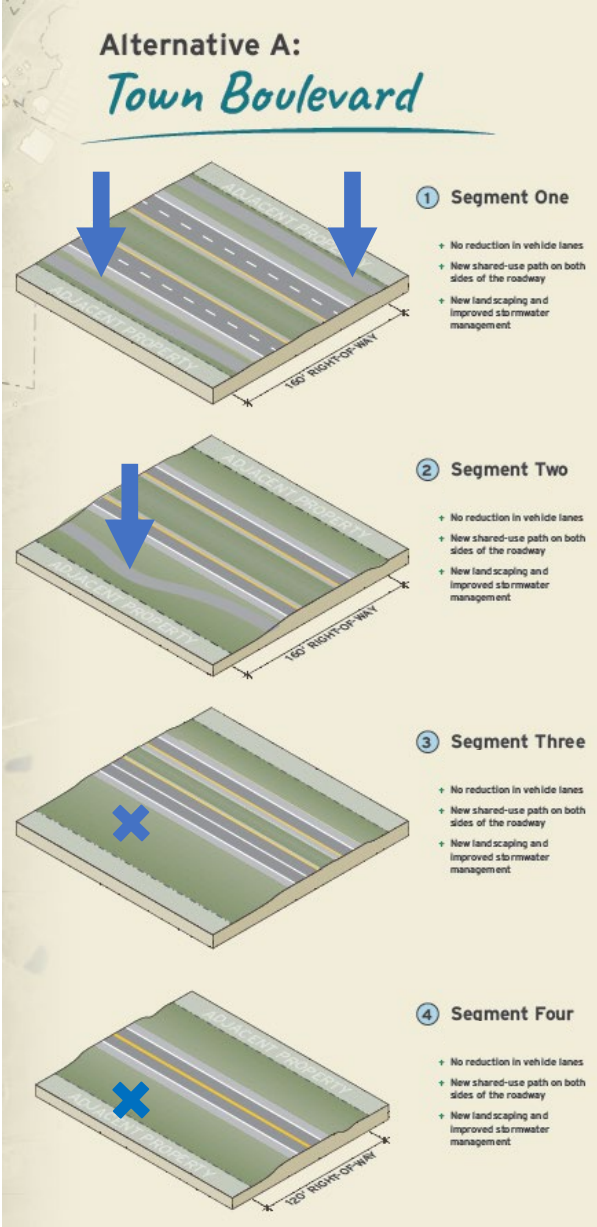 Alternative A:
Town Boulevard
ADJACENT PROPERTY
ADJACENT PROPERTY
160' RIGHT-OF-WAY
1 Segment One
+ No reduction in vehicle lanes
+ New shared-use path on both
sides of the roadway
+ New landscaping and
improved stormwater
management
ADJACENT PROPERTY
ADJACENT PROPERTY
160' RIGHT-OF-WAY
2 Segment Two
+ No reduction in vehicle lanes
+ New shared-use path on both
sides of the roadway
+ New landscaping and
improved stormwater
management
3 Segment Three
+ No reduction in vehicle lanes
+ New shared-use path on both
sides of the roadway
+ New landscaping and
improved stormwater
management
ADJACENT PROPERTY
ADJACENT PROPERTY
120' RIGHT-OF-WAY
4 Segment Four
+ No reduction in vehicle lanes
+ New shared-use path on both
sides of the roadway
+ New landscaping and
improved stormwater
management